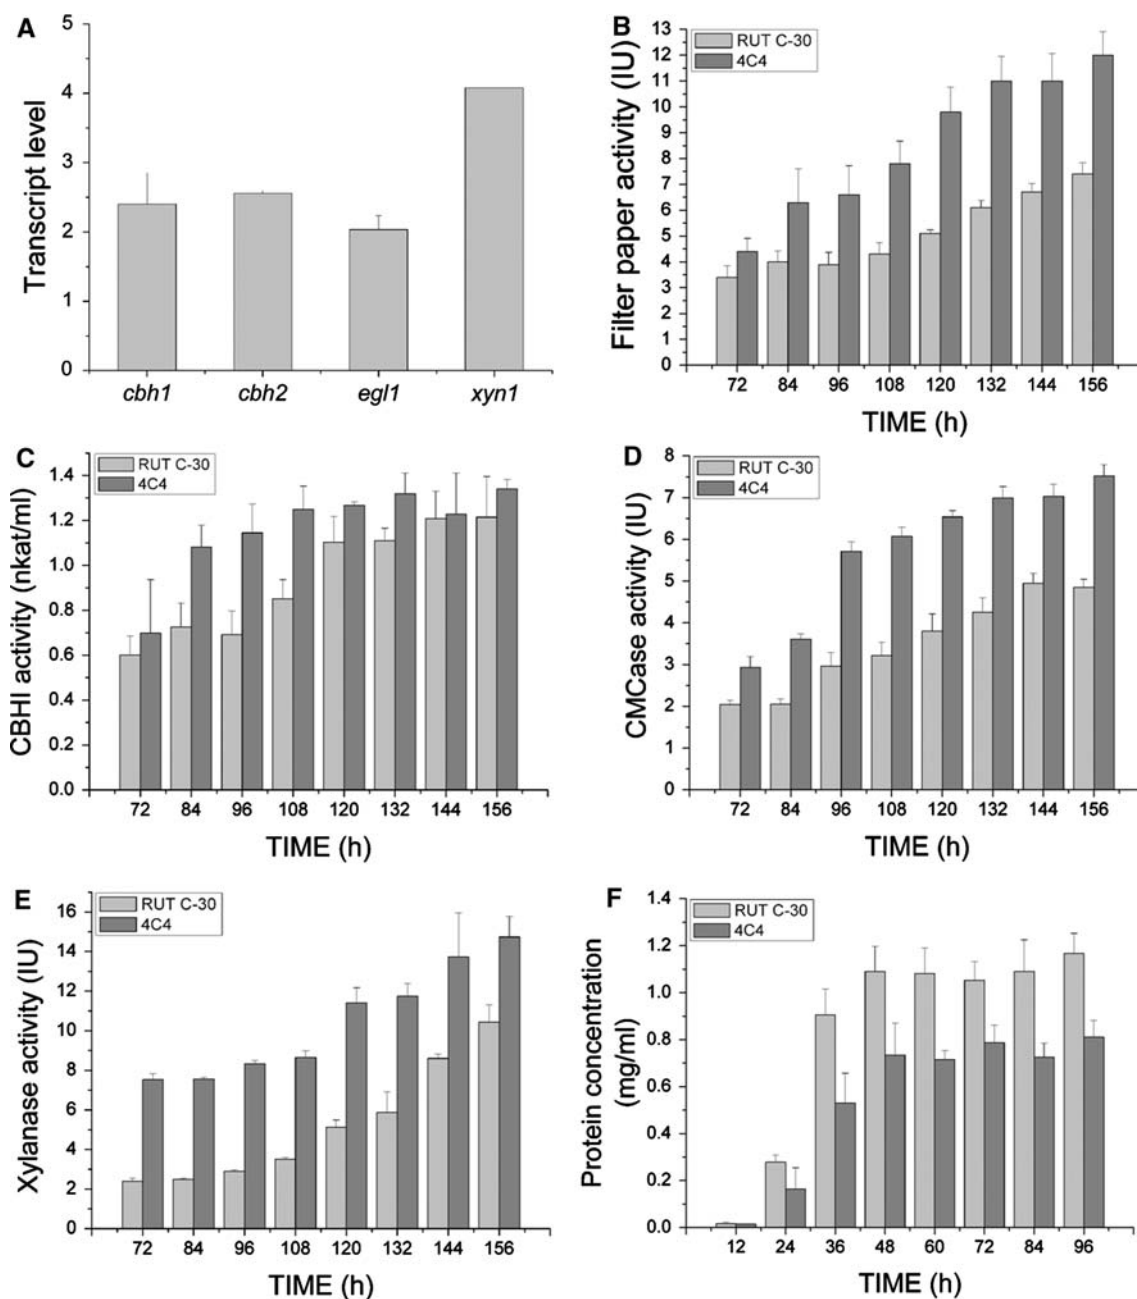 A
Transcript level
5
4
3
2
1
0
cbh1 cbh2 egl1 xyn1
B
RUT C-30
4C4
Filter paper activity (IU)
13
12
11
10
9
8
7
6
5
4
3
2
1
0
72 84 96 108 120 132 144 156
TIME (h)
C
RUT C-30
4C4
CBHI activity (nkat/ml)
1.4
1.2
1.0
0.8
0.6
0.4
0.2
0.0
72 84 96 108 120 132 144 156
TIME (h)
D
RUT C-30
4C4
CMCase activity (IU)
8
7
6
5
4
3
2
1
0
72 84 96 108 120 132 144 156
TIME (h)
E
RUT C-30
4C4
Xylanase activity (IU)
16
14
12
10
8
6
4
2
0
72 84 96 108 120 132 144 156
TIME (h)
F
RUT C-30
4C4
Protein concentration
(mg/ml)
1.4
1.2
1.0
0.8
0.6
0.4
0.2
0.0
12 24 36 48 60 72 84 96
TIME (h)